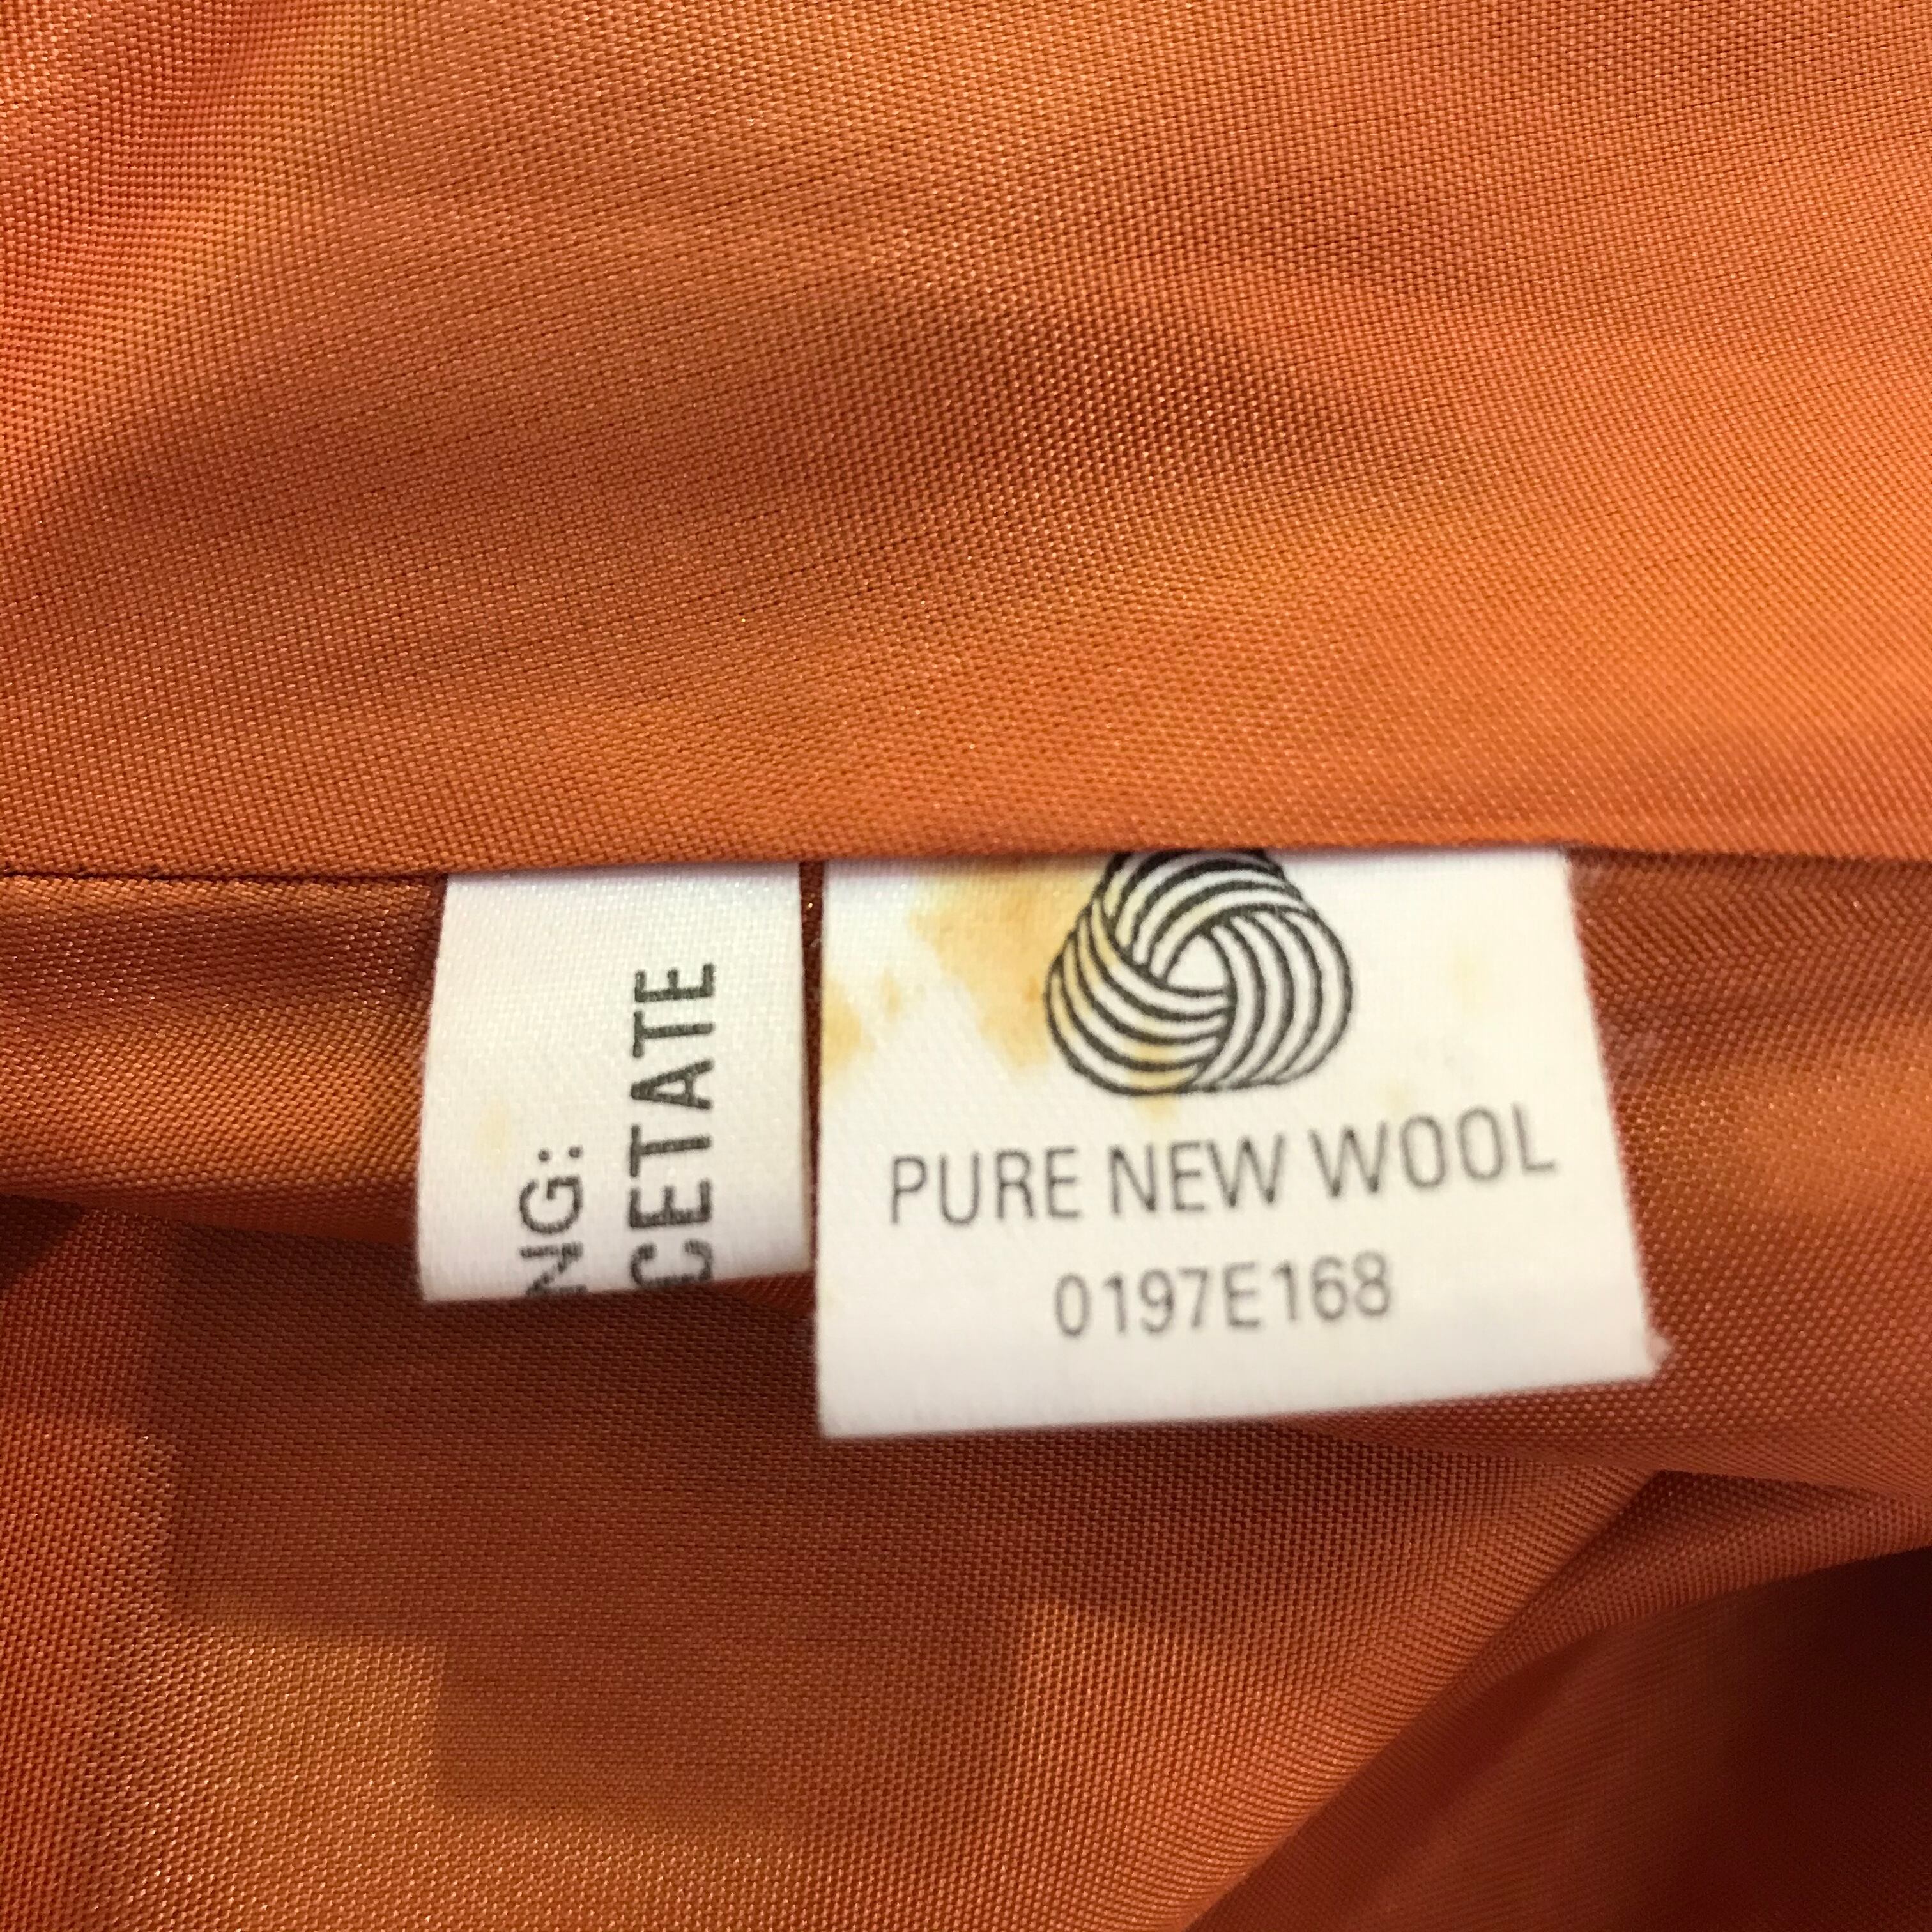 NG:
CETATE
PURE NEW WOOL
0197E168